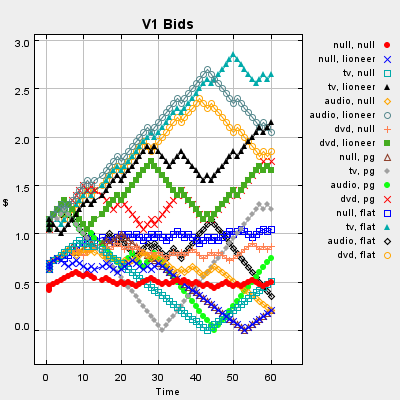 V1 Bids
3.0
2.5
2.0
1.5
1.0
0.5
0.0
$
0
10
20
30
40
50
60
Time
null, null
null, lioneer
tv, null
tv, lioneer
audio, null
audio, lioneer
dvd, null
dvd, lioneer
null, pg
tv, pg
audio, pg
dvd, pg
null, flat
tv, flat
audio, flat
dvd, flat